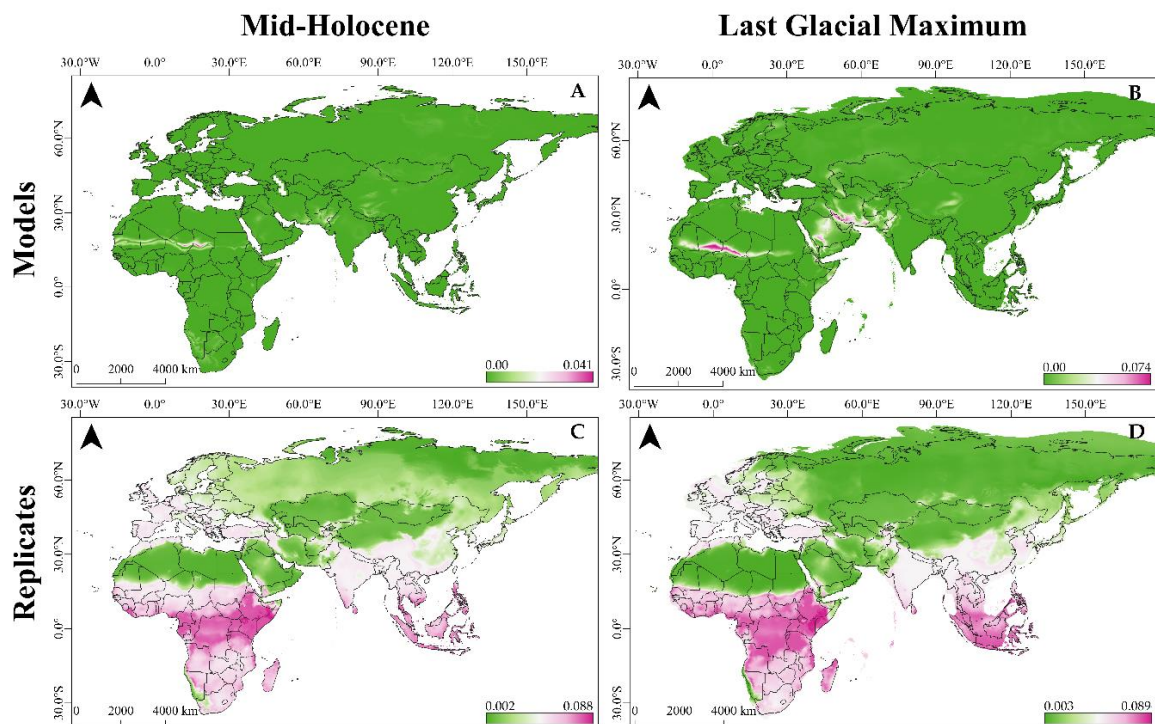 Mid-Holocene
Last Glacial Maximum
30.0°W 0.0° 30.0°E 60.0°E 90.0°E 120.0°E 150.0°E
30.0°W 0.0° 30.0°E 60.0°E 90.0°E 120.0°E 150.0°E
Models
A
60.0°N
30.0°N
0.0°
30.0°S
0 2000 4000 km
0.00 0.041
B
60.0°N
30.0°N
0.0°
30.0°S
0 2000 4000 km
0.00 0.074
30.0°W 0.0° 30.0°E 60.0°E 90.0°E 120.0°E 150.0°E
30.0°W 0.0° 30.0°E 60.0°E 90.0°E 120.0°E 150.0°E
Replicates
C
60.0°N
30.0°N
0.0°
30.0°S
0 2000 4000 km
0.002 0.088
D
60.0°N
30.0°N
0.0°
30.0°S
0 2000 4000 km
0.003 0.089